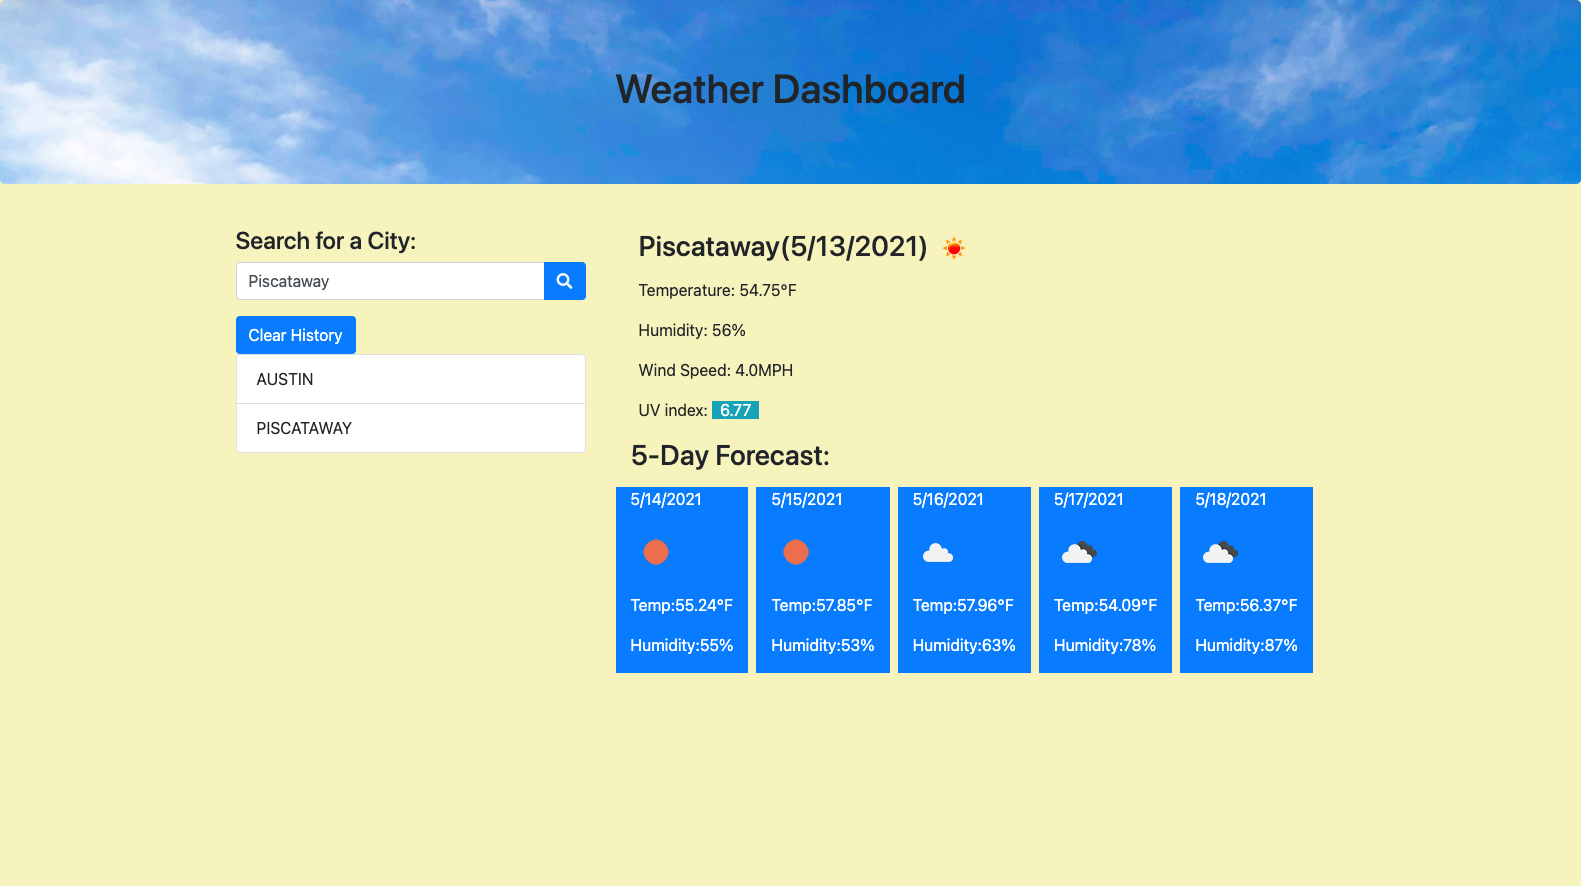 Weather Dashboard
Search for a City:
Piscataway
Clear History
AUSTIN
PISCATAWAY
Piscataway(5/13/2021)
Temperature: 54.75°F
Humidity: 56%
Wind Speed: 4.0MPH
UV index: 6.77
5-Day Forecast:
5/14/2021
Temp:55.24°F
Humidity:55%
5/15/2021
Temp:57.85°F
Humidity:53%
5/16/2021
Temp:57.96°F
Humidity:63%
5/17/2021
Temp:54.09°F
Humidity:78%
5/18/2021
Temp:56.37°F
Humidity:87%